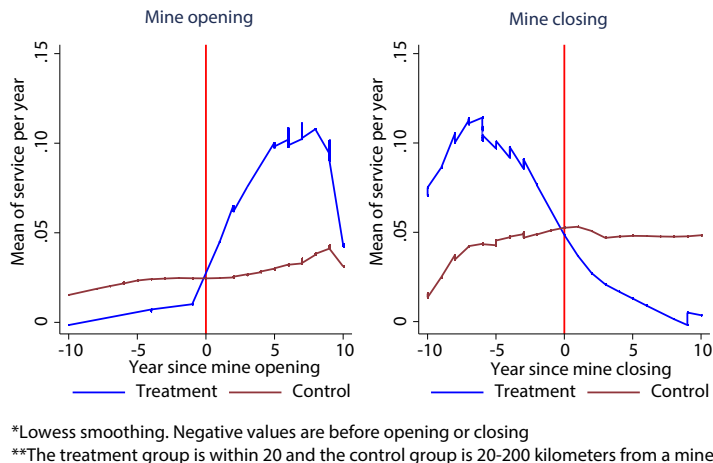 Mine opening
Mean of service per year
.15
.10
.05
0
-10 -5 0 5 10
Year since mine opening
Treatment Control
Mine closing
Mean of service per year
.15
.10
.05
0
-10 -5 0 5 10
Year since mine closing
Treatment Control
*Lowess smoothing. Negative values are before opening or closing
**The treatment group is within 20 and the control group is 20-200 kilometers from a mine